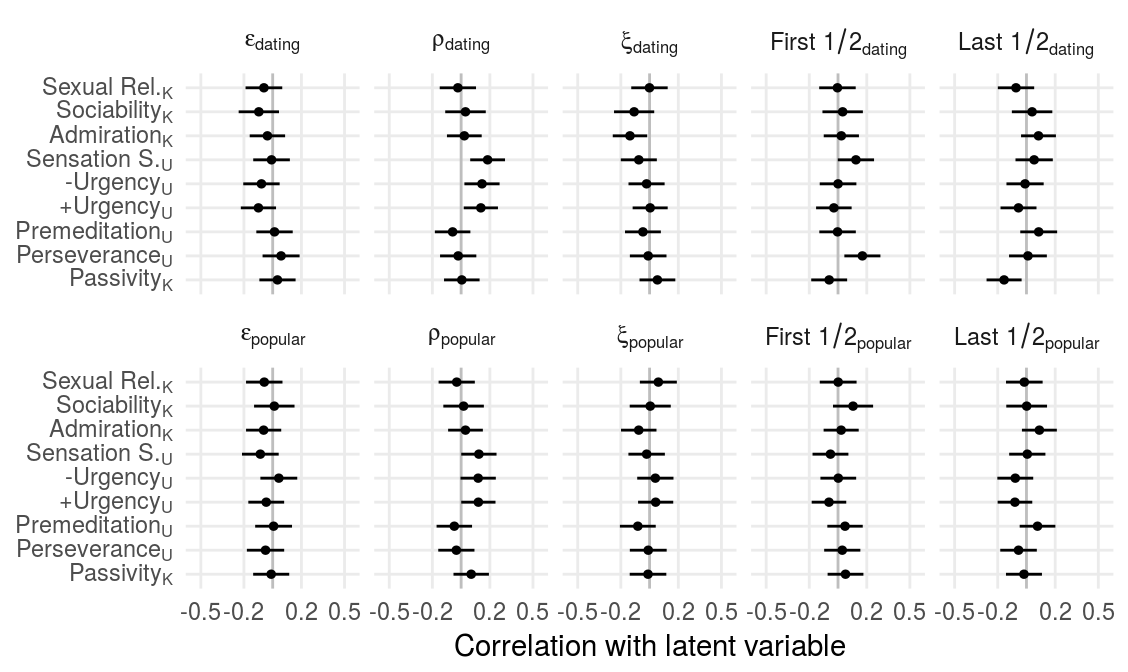 εdating ρdating ξdating First 1/2dating Last 1/2dating
Sexual Rel.K
SociabilityK
AdmirationK
Sensation S.U
-UrgencyU
+UrgencyU
PremeditationU
PerseveranceU
PassivityK
εpopular ρpopular ξpopular First 1/2popular Last 1/2popular
Sexual Rel.K
SociabilityK
AdmirationK
Sensation S.U
-UrgencyU
+UrgencyU
PremeditationU
PerseveranceU
PassivityK
-0.5 -0.2 0.2 0.5 -0.5 -0.2 0.2 0.5 -0.5 -0.2 0.2 0.5 -0.5 -0.2 0.2 0.5 -0.5 -0.2 0.2 0.5
Correlation with latent variable